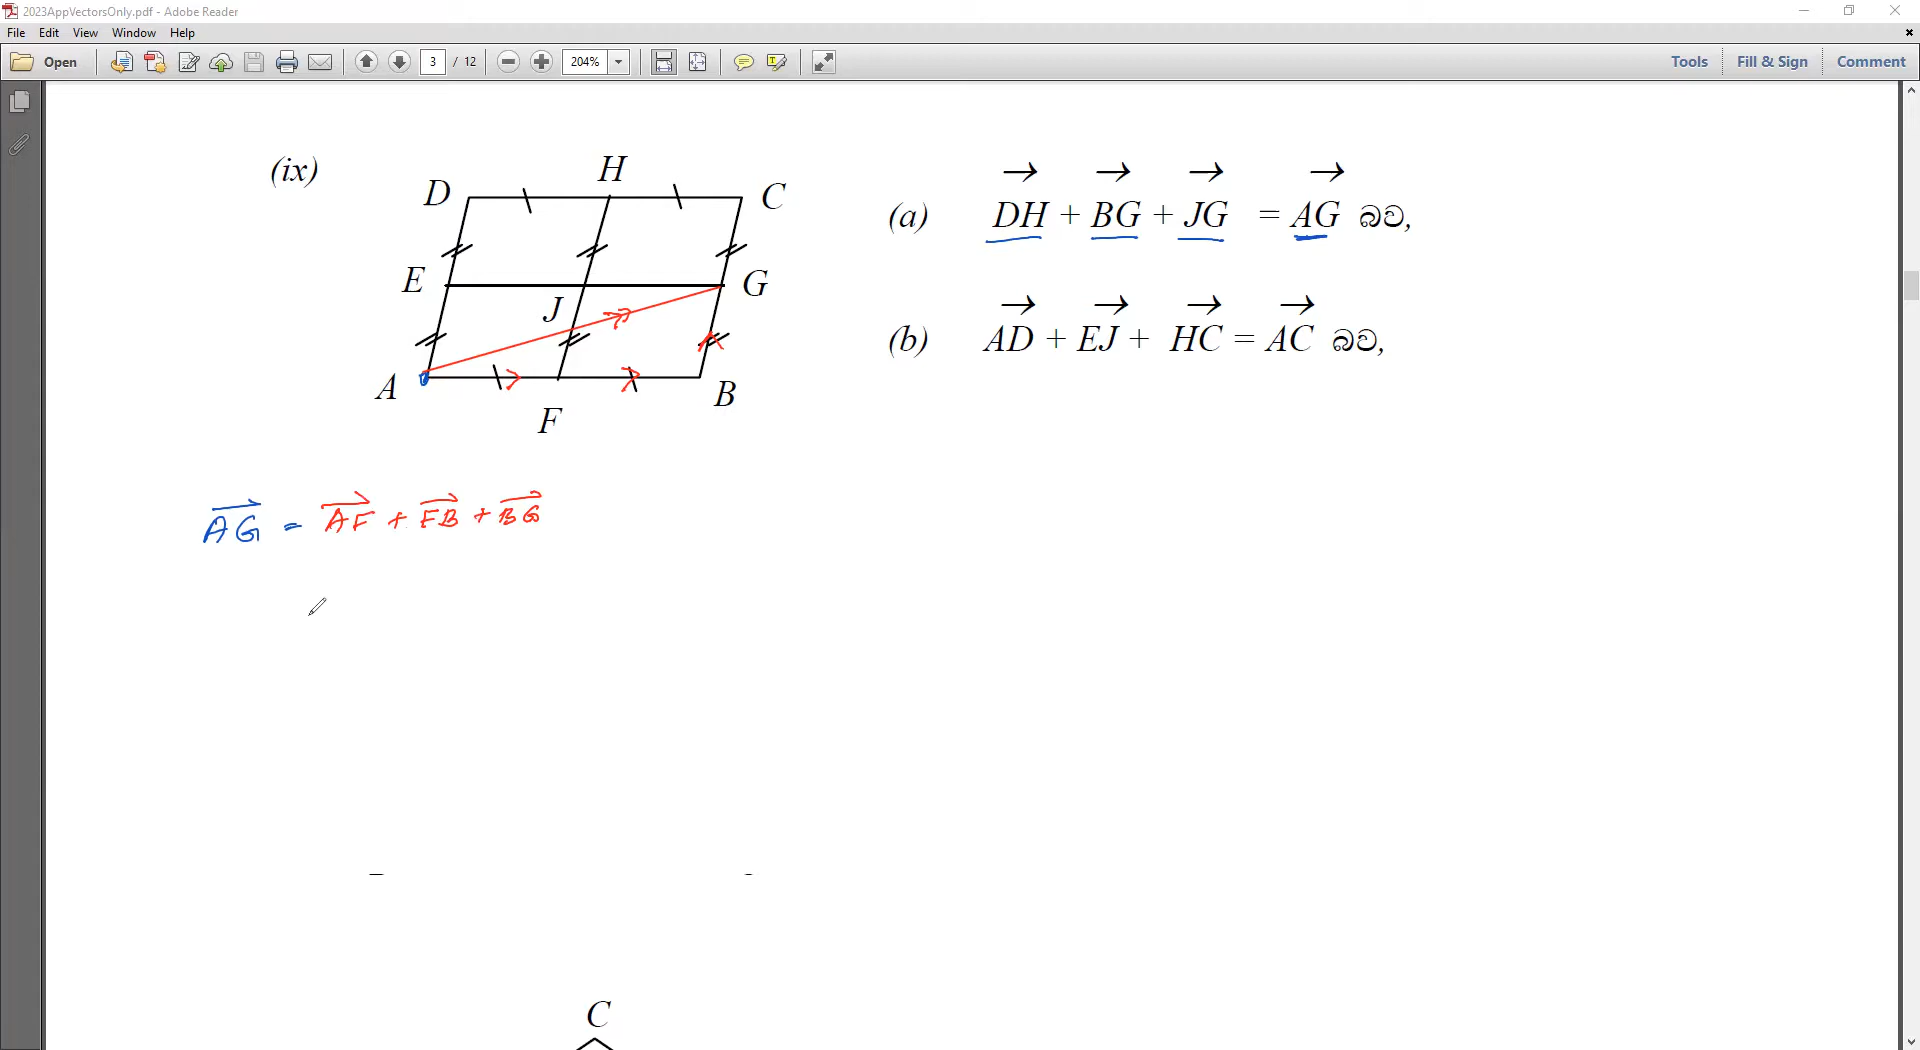 2023AppVectorsOnly.pdf - Adobe Reader
File Edit View Window Help
Open 3 / 12 204% Tools Fill & Sign Comment
(ix)
D H C
E J G
A F B
(a) DH + BG + JG = AG බව,
(b) AD + EJ + HC = AC බව,
AG = AF + FB + BG
C